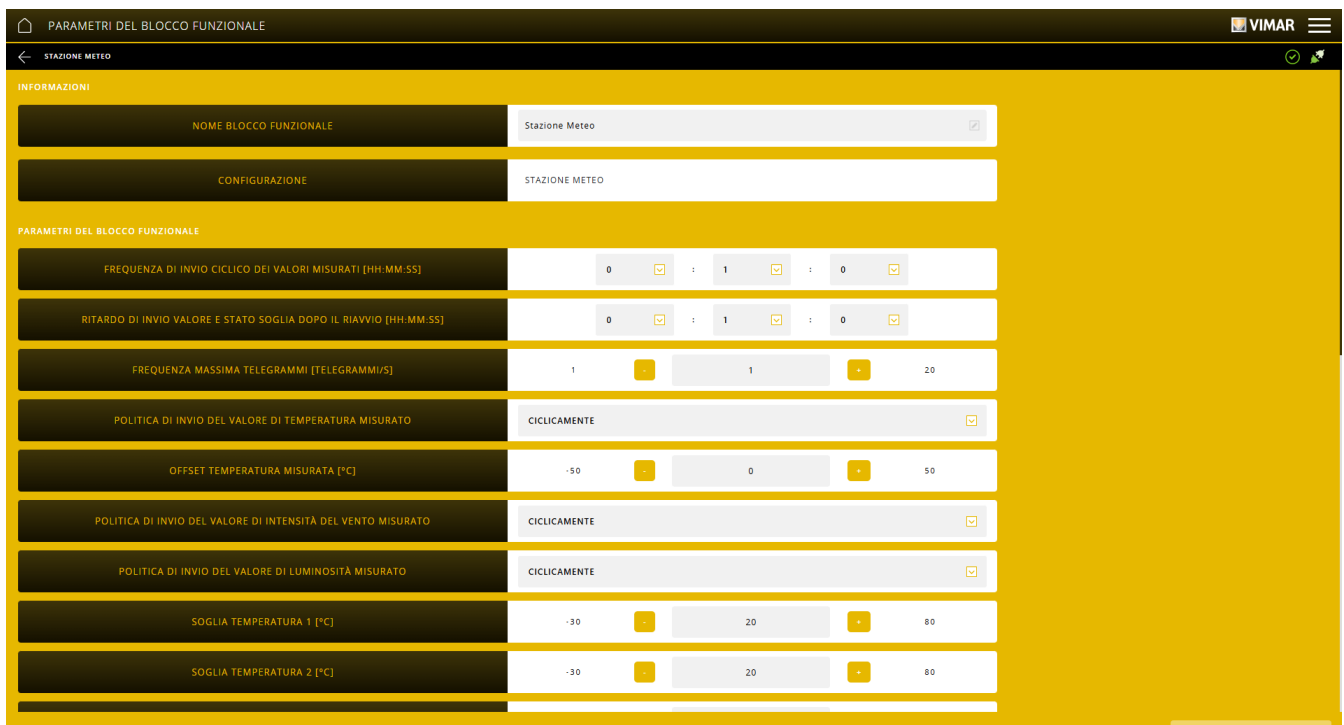 PARAMETRI DEL BLOCCO FUNZIONALE
VIMAR
STAZIONE METEO
INFORMAZIONI
NOME BLOCCO FUNZIONALE Stazione Meteo
CONFIGURAZIONE STAZIONE METEO
PARAMETRI DEL BLOCCO FUNZIONALE
FREQUENZA DI INVIO CICLICO DEI VALORI MISURATI [HH:MM:SS] 0 : 1 : 0
RITARDO DI INVIO VALORE E STATO SOGLIA DOPO IL RIAVVIO [HH:MM:SS] 0 : 1 : 0
FREQUENZA MASSIMA TELEGRAMMI [TELEGRAMMI/S] 1 - 1 + 20
POLITICA DI INVIO DEL VALORE DI TEMPERATURA MISURATO CICLICAMENTE
OFFSET TEMPERATURA MISURATA [°C] -50 - 0 + 50
POLITICA DI INVIO DEL VALORE DI INTENSITÀ DEL VENTO MISURATO CICLICAMENTE
POLITICA DI INVIO DEL VALORE DI LUMINOSITÀ MISURATO CICLICAMENTE
SOGLIA TEMPERATURA 1 [°C] -30 - 20 + 80
SOGLIA TEMPERATURA 2 [°C] -30 - 20 + 80